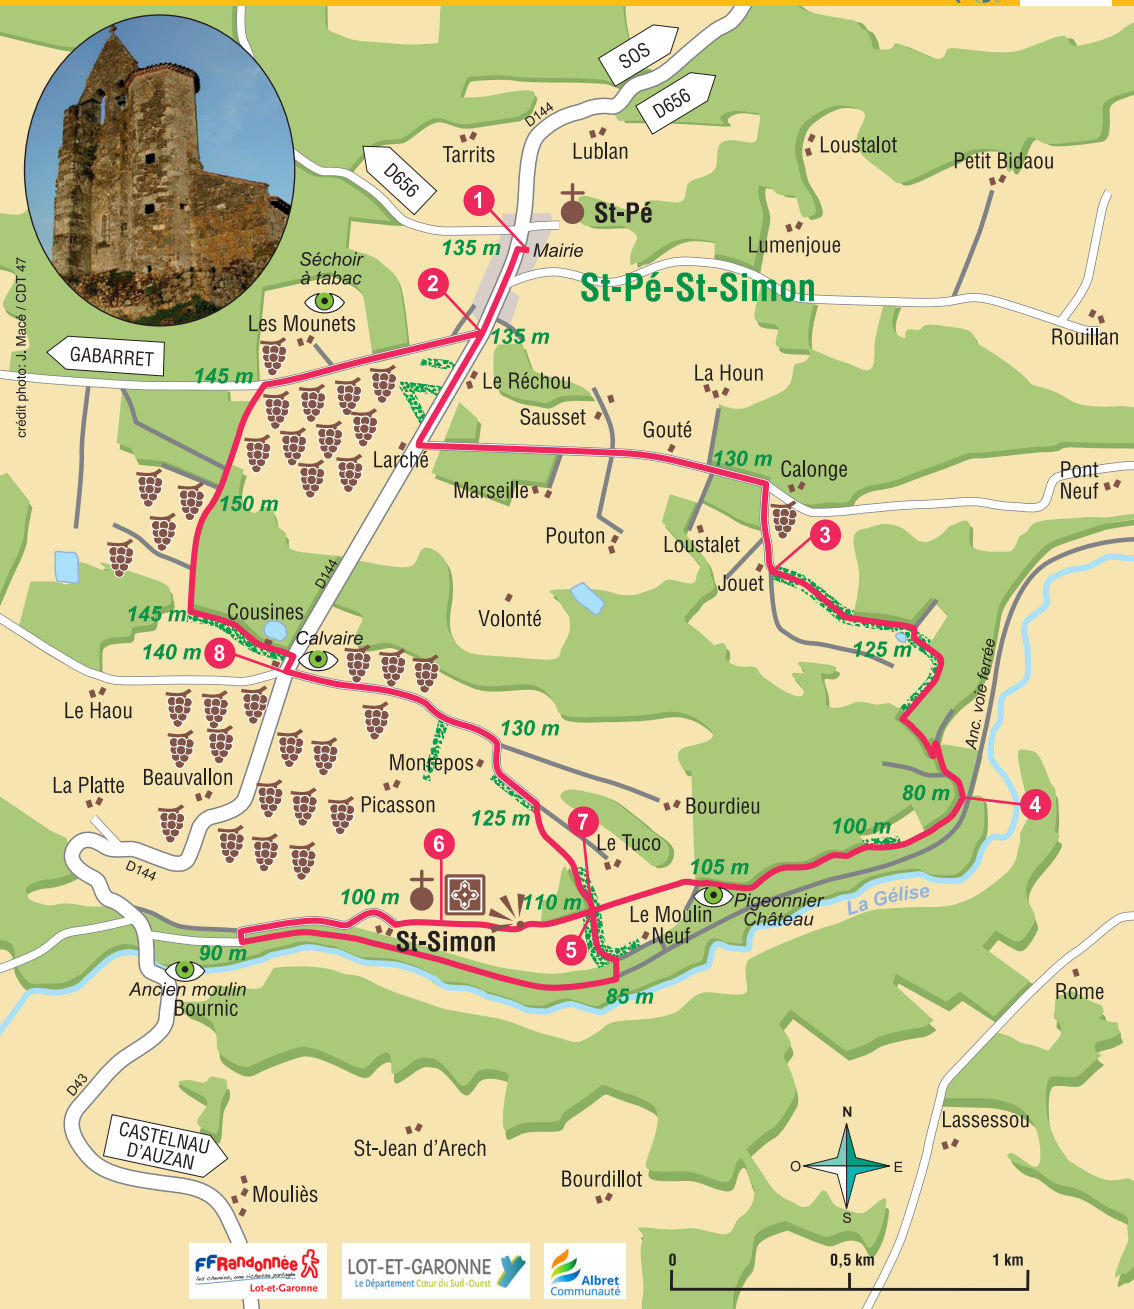 SOS
D656
D144
Tarrits
Lublan
Loustalot
Petit Bidaou
D656
1
St-Pé
135 m
Mairie
Lumenjoue
Séchoir
à tabac
2
St-Pé-St-Simon
Les Mounets
135 m
Rouillan
GABARRET
145 m
Le Réchou
La Houn
Sausset
Gouté
crédit photo: J. Macé / CDT 47
Larché
130 m
Calonge
Pont
Neuf
Marseille
150 m
Pouton
Loustalet
3
D144
Jouet
145 m
Cousines
Volonté
Calvaire
140 m
8
125 m
Anc. voie ferrée
Le Haou
130 m
Montepos
La Platte
Beauvallon
Picasson
Bourdieu
80 m
4
125 m
7
100 m
6
Le Tuco
D144
105 m
100 m
110 m
Pigeonnier
Château
La Gélise
Le Moulin
Neuf
St-Simon
5
90 m
85 m
Ancien moulin
Bournic
Rome
D43
CASTELNAU
D'AUZAN
St-Jean d'Arech
Lassessou
N
O
E
S
Bourdillot
Mouliès
FFRandonnée
les chemins, une richesse partagée
Lot-et-Garonne
LOT-ET-GARONNE
Le Département Cœur du Sud-Ouest
Albret
Communauté
0
0,5 km
1 km